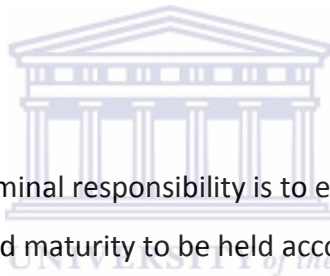 minal responsibility is to e
d maturity to be held acco
UNIVERSITY of the